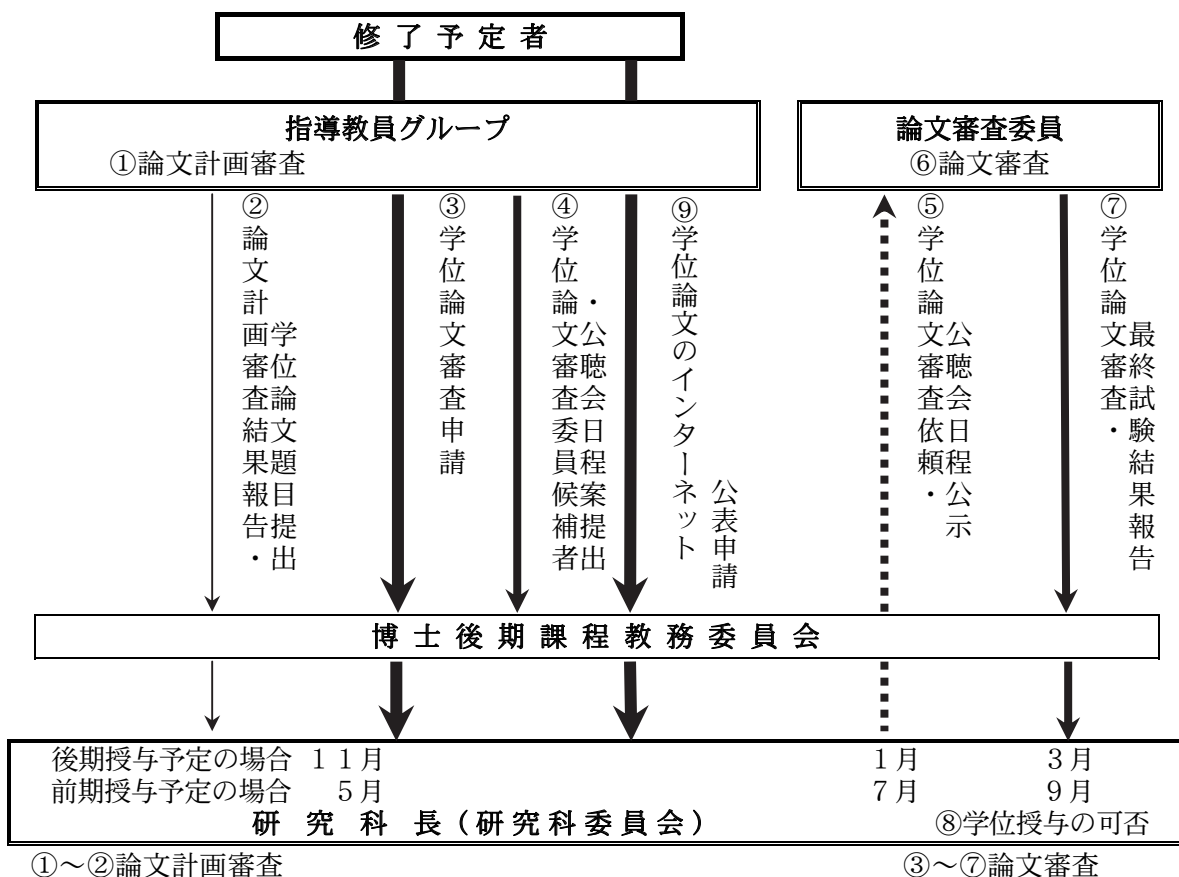 修了予定者
指導教員グループ
①論文計画審査
論文審査委員
⑥論文審査
②論文計画審査結果報告・
学位論文題目提出
③学位論文審査申請
④学位論文審査委員候補者
・公聴会日程案提出
⑨学位論文のインターネット
公表申請
⑤学位論文審査依頼・
公聴会日程公示
⑦学位論文審査・
最終試験結果報告
博士後期課程教務委員会
後期授与予定の場合 11月
1月
3月
前期授与予定の場合 5月
7月
9月
研究科長(研究科委員会)
⑧学位授与の可否
①～②論文計画審査
③～⑦論文審査